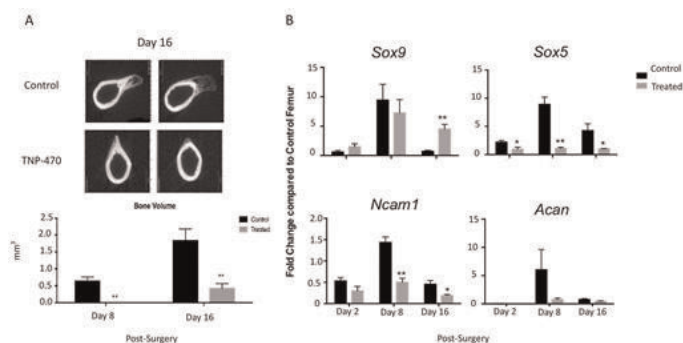 A
Day 16
Control
TNP-470
Bone Volume
Control
Treated
mm³
2.5
2.0
1.5
1.0
0.5
0.0
**
**
Day 8
Day 16
Post-Surgery
B
Fold Change compared to Control Femur
Sox9
15
10
5
0
**
Sox5
15
10
5
0
*
**
*
Control
Treated
Ncam1
2.0
1.5
1.0
0.5
0.0
**
*
Day 2
Day 8
Day 16
Acan
15
10
5
0
Day 2
Day 8
Day 16
Post-Surgery